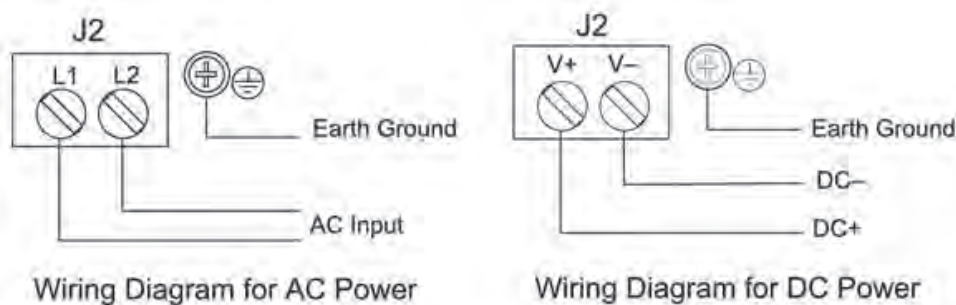 J2
L1 L2
Earth Ground
AC Input
Wiring Diagram for AC Power
J2
V+ V–
Earth Ground
DC–
DC+
Wiring Diagram for DC Power